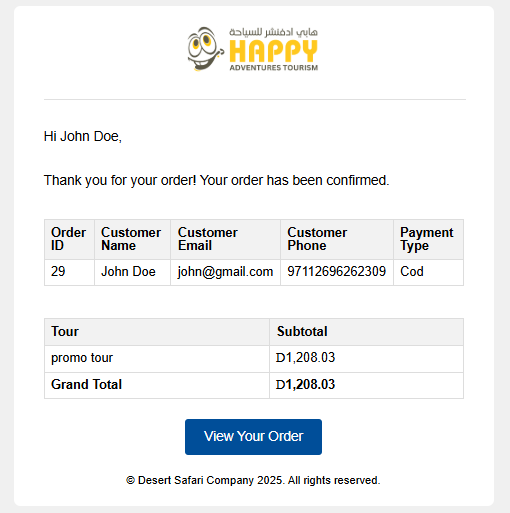 هابي ادفنشر للسياحة
HAPPY
ADVENTURES TOURISM
Hi John Doe,
Thank you for your order! Your order has been confirmed.
Order ID Customer Name Customer Email Customer Phone Payment Type
29 John Doe john@gmail.com 97112696262309 Cod
Tour Subtotal
promo tour D1,208.03
Grand Total D1,208.03
View Your Order
© Desert Safari Company 2025. All rights reserved.